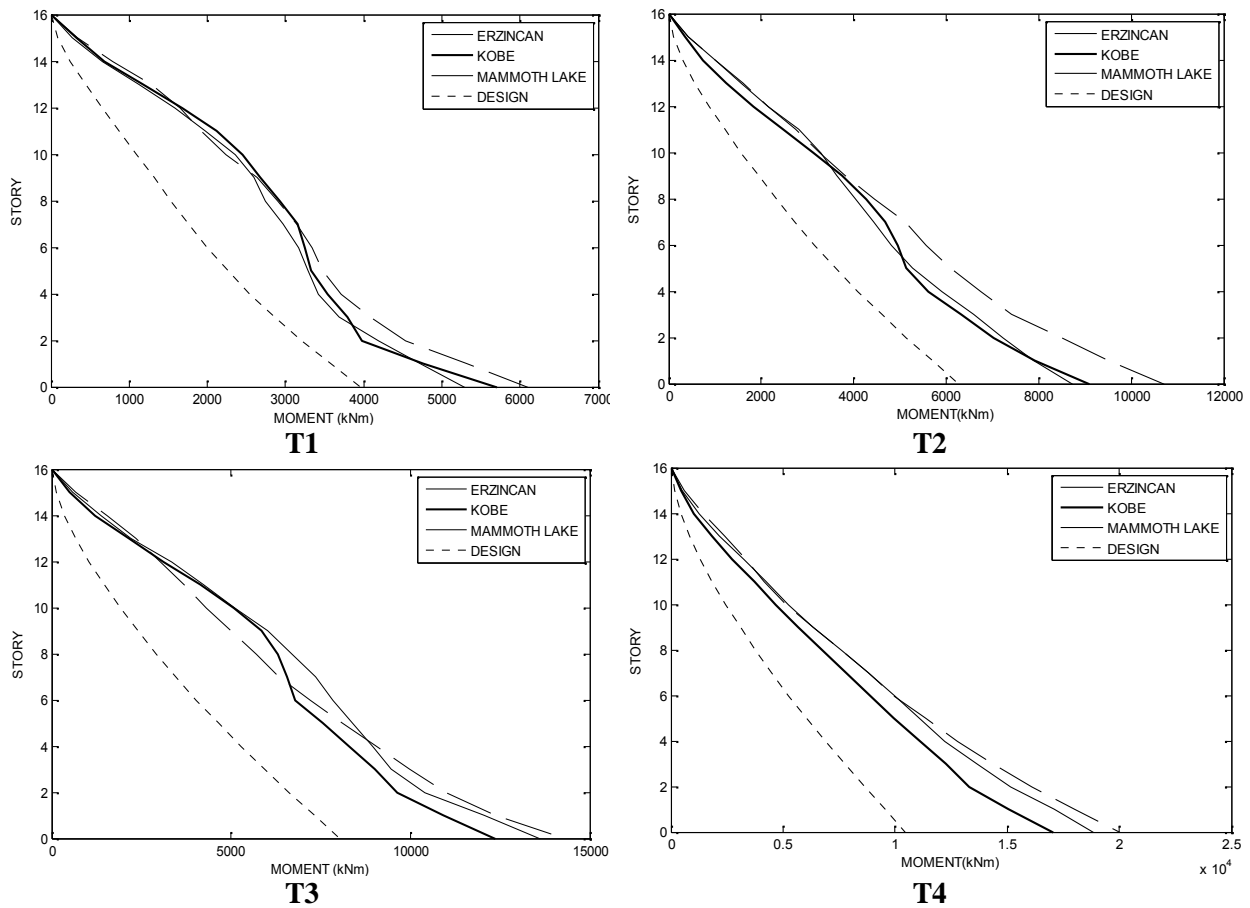 16
14
12
10
8
6
4
2
0
STORY
ERZINCAN
KOBE
MAMMOTH LAKE
DESIGN
0 1000 2000 3000 4000 5000 6000 7000
MOMENT (kNm)
T1
16
14
12
10
8
6
4
2
0
STORY
ERZINCAN
KOBE
MAMMOTH LAKE
DESIGN
0 2000 4000 6000 8000 10000 12000
MOMENT(kNm)
T2
16
14
12
10
8
6
4
2
0
STORY
ERZINCAN
KOBE
MAMMOTH LAKE
DESIGN
0 5000 10000 15000
MOMENT (kNm)
T3
16
14
12
10
8
6
4
2
0
STORY
ERZINCAN
KOBE
MAMMOTH LAKE
DESIGN
0 0.5 1 1.5 2 2.5
MOMENT(kNm)
x 10^4
T4